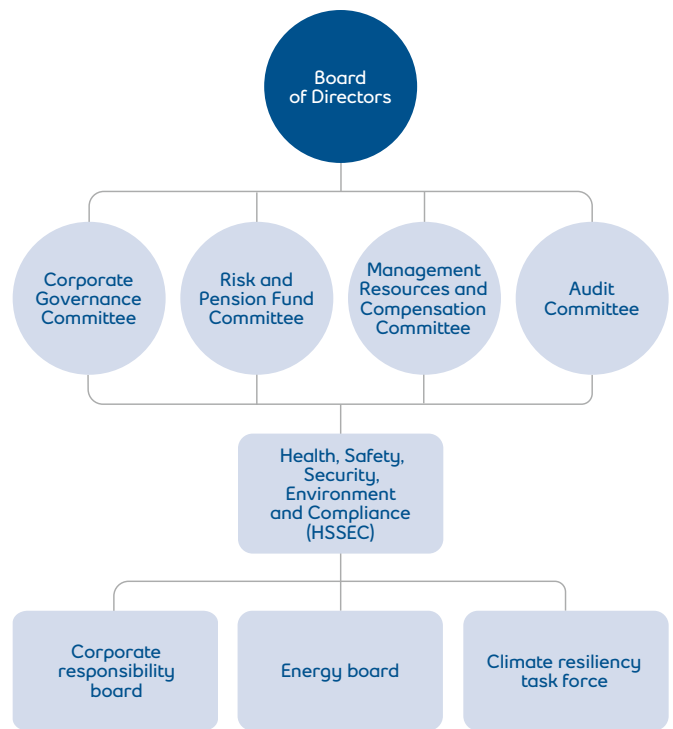 Board
of Directors
Corporate
Governance
Committee
Risk and
Pension Fund
Committee
Management
Resources and
Compensation
Committee
Audit
Committee
Health, Safety,
Security,
Environment
and Compliance
(HSSEC)
Corporate
responsibility
board
Energy board
Climate resiliency
task force